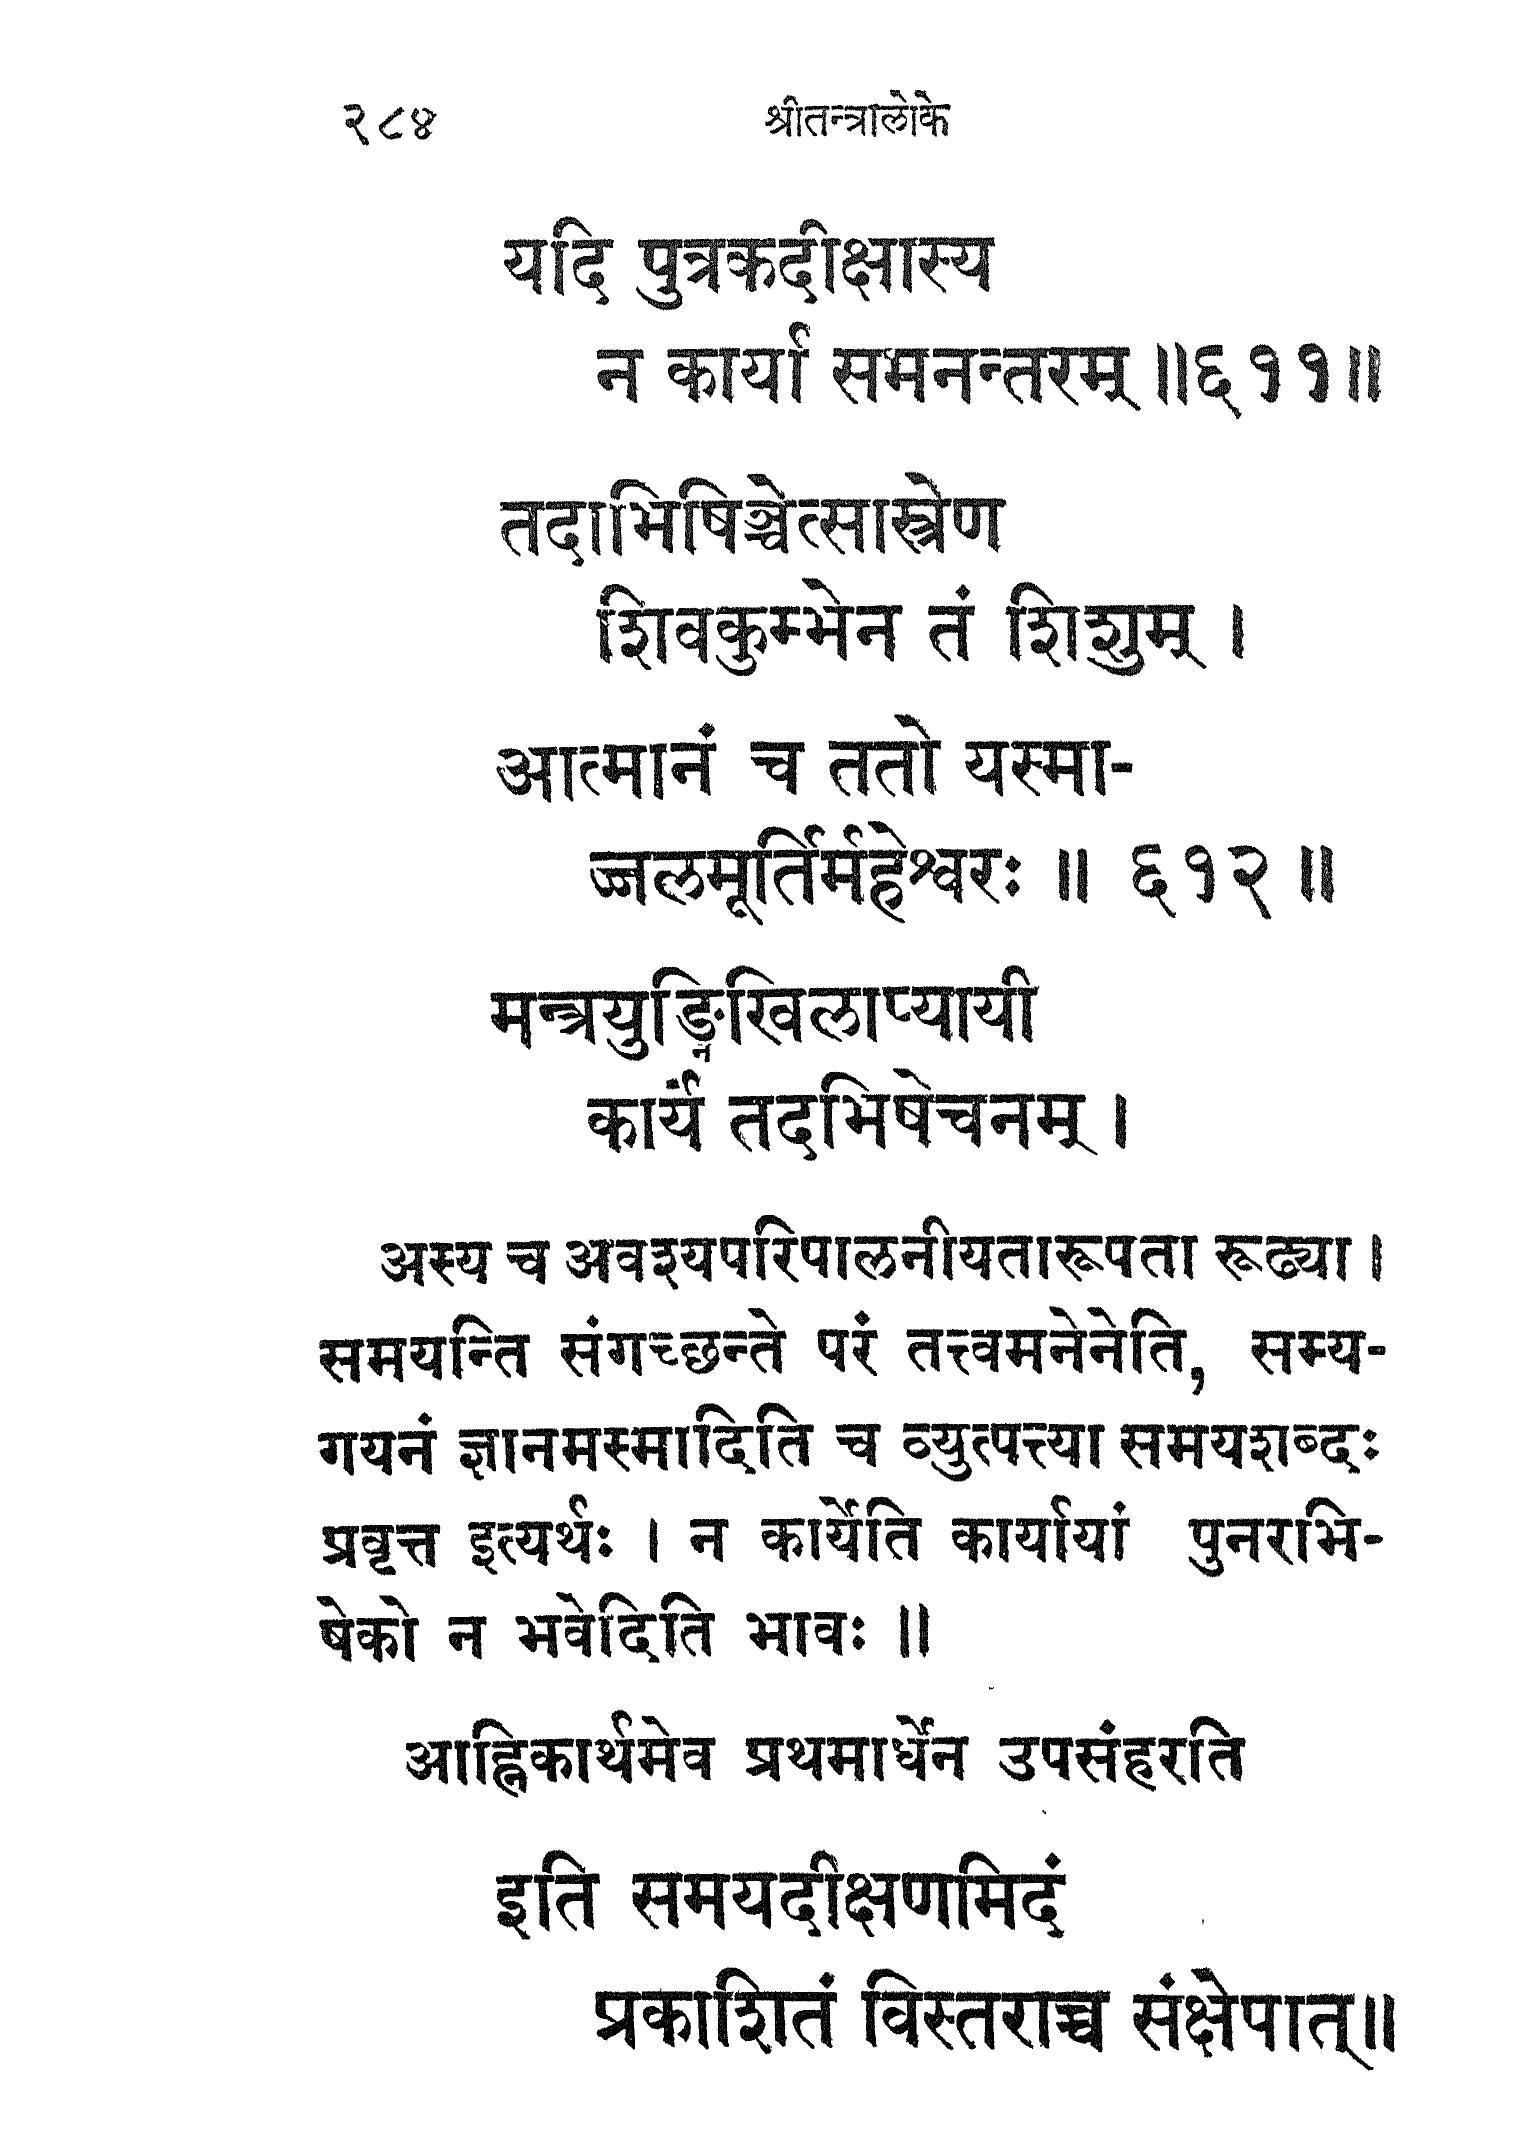 २८४ श्रीतन्त्रालोके
यदि पुत्रकदीक्षास्य
न कार्या समनन्तरम् ॥६११॥
तदाभिषिञ्चेत्सास्त्रेण
शिवकुम्भेन तं शिशुम् ।
आत्मानं च ततो यस्मा-
ज्जलमूर्तिर्महेश्वरः ॥ ६१२ ॥
मन्त्रयुङ्निखिलाप्यायी
कार्यं तदभिषेचनम् ।
अस्य च अवश्यपरिपालनीयतारूपता रूढ्या ।
समयन्ति संगच्छन्ते परं तत्त्वमनेनेति, सम्य-
गयनं ज्ञानमस्मादिति च व्युत्पत्त्या समयशब्दः
प्रवृत्त इत्यर्थः । न कार्येति कार्यायां पुनरभि-
षेको न भवेदिति भावः ॥
आह्निकार्थमेव प्रथमार्धेन उपसंहरति
इति समयदीक्षणमिदं
प्रकाशितं विस्तराच्च संक्षेपात्॥